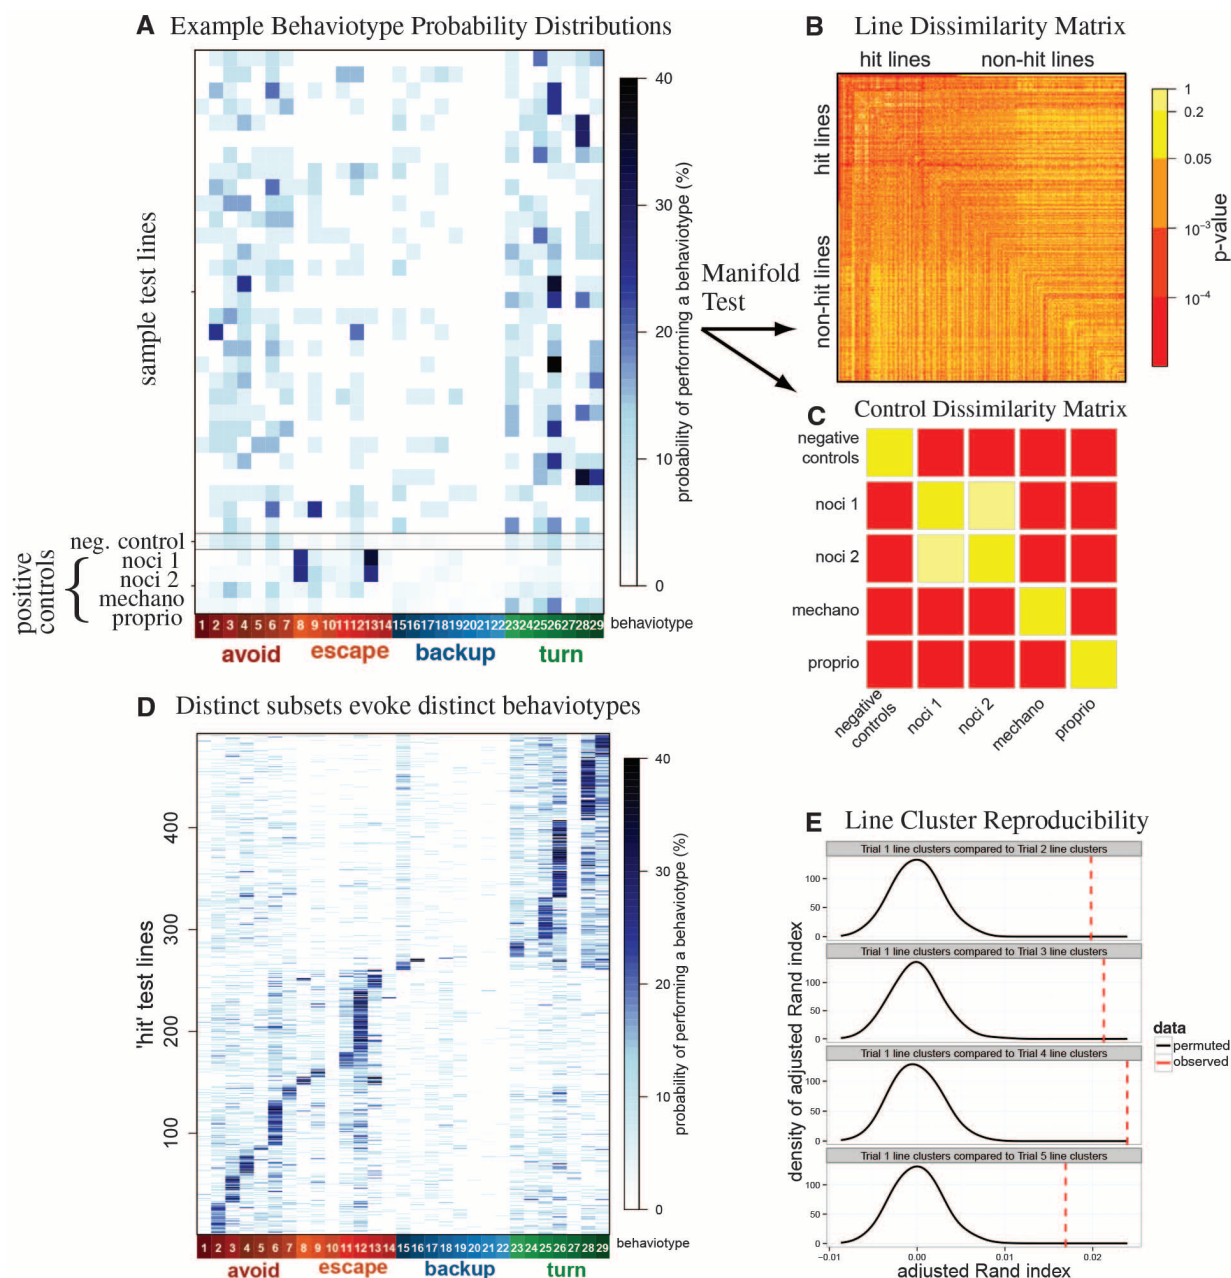 A Example Behaviotype Probability Distributions
sample test lines
neg. control
positive controls
noci 1
noci 2
mechano
proprio
1 2 3 4 5 6 7 8 9 10 11 12 13 14 15 16 17 18 19 20 21 22 23 24 25 26 27 28 29 behaviotype
avoid escape backup turn
40
30
20
10
0
probability of performing a behaviotype (%)
Manifold
Test
B Line Dissimilarity Matrix
hit lines non-hit lines
hit lines
non-hit lines
1
0.2
0.05
10⁻³
10⁻⁴
p-value
C Control Dissimilarity Matrix
negative
controls
noci 1
noci 2
mechano
proprio
negative
controls
noci 1
noci 2
mechano
proprio
D Distinct subsets evoke distinct behaviotypes
'hit' test lines
400
300
200
100
1 2 3 4 5 6 7 8 9 10 11 12 13 14 15 16 17 18 19 20 21 22 23 24 25 26 27 28 29 behaviotype
avoid escape backup turn
40
30
20
10
0
probability of performing a behaviotype (%)
E Line Cluster Reproducibility
Trial 1 line clusters compared to Trial 2 line clusters
100
50
0
Trial 1 line clusters compared to Trial 3 line clusters
100
50
0
Trial 1 line clusters compared to Trial 4 line clusters
100
50
0
Trial 1 line clusters compared to Trial 5 line clusters
100
50
0
density of adjusted Rand index
-0.01 0.00 0.01 0.02
adjusted Rand index
data
permuted
observed